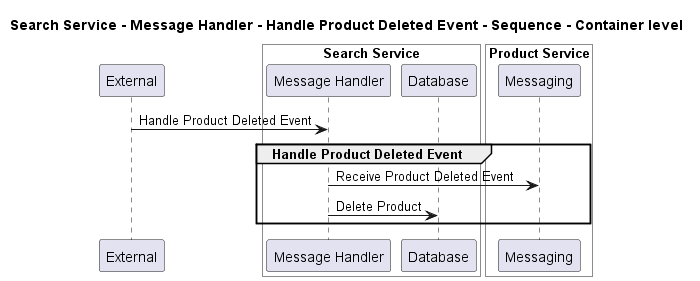 Search Service - Message Handler - Handle Product Deleted Event - Sequence - Container level
Search Service
Product Service
External
Message Handler
Database
Messaging
Handle Product Deleted Event
Handle Product Deleted Event
Receive Product Deleted Event
Delete Product
External
Message Handler
Database
Messaging